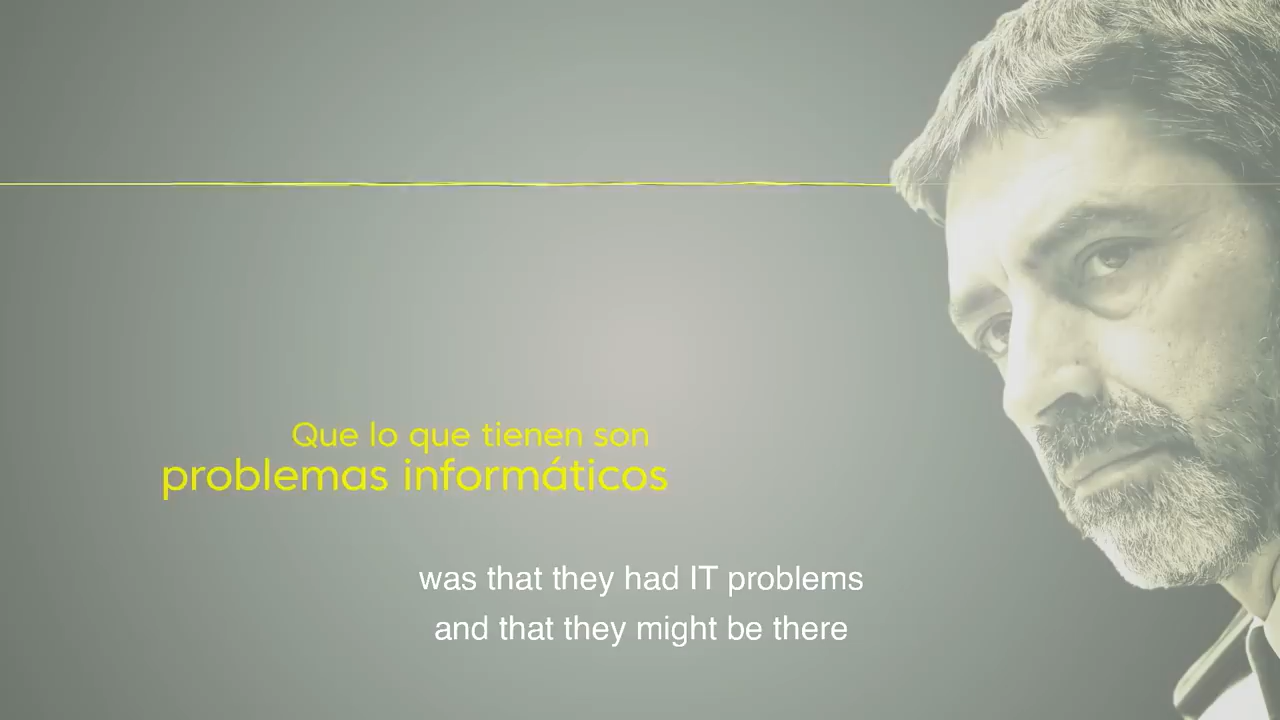 Que lo que tienen son
problemas informáticos
was that they had IT problems
and that they might be there